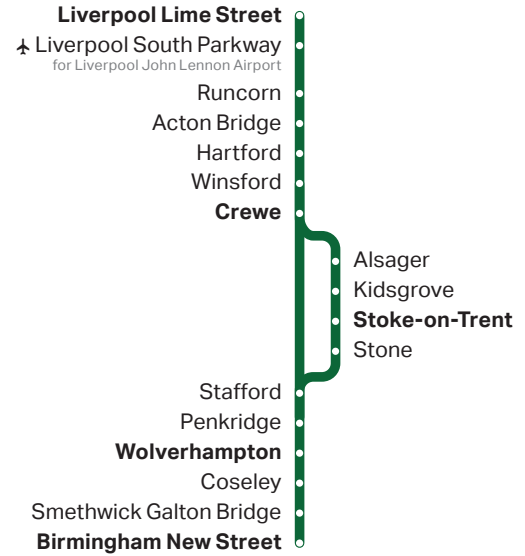 Liverpool Lime Street
Liverpool South Parkway
for Liverpool John Lennon Airport
Runcorn
Acton Bridge
Hartford
Winsford
Crewe
Alsager
Kidsgrove
Stoke-on-Trent
Stone
Stafford
Penkridge
Wolverhampton
Coseley
Smethwick Galton Bridge
Birmingham New Street